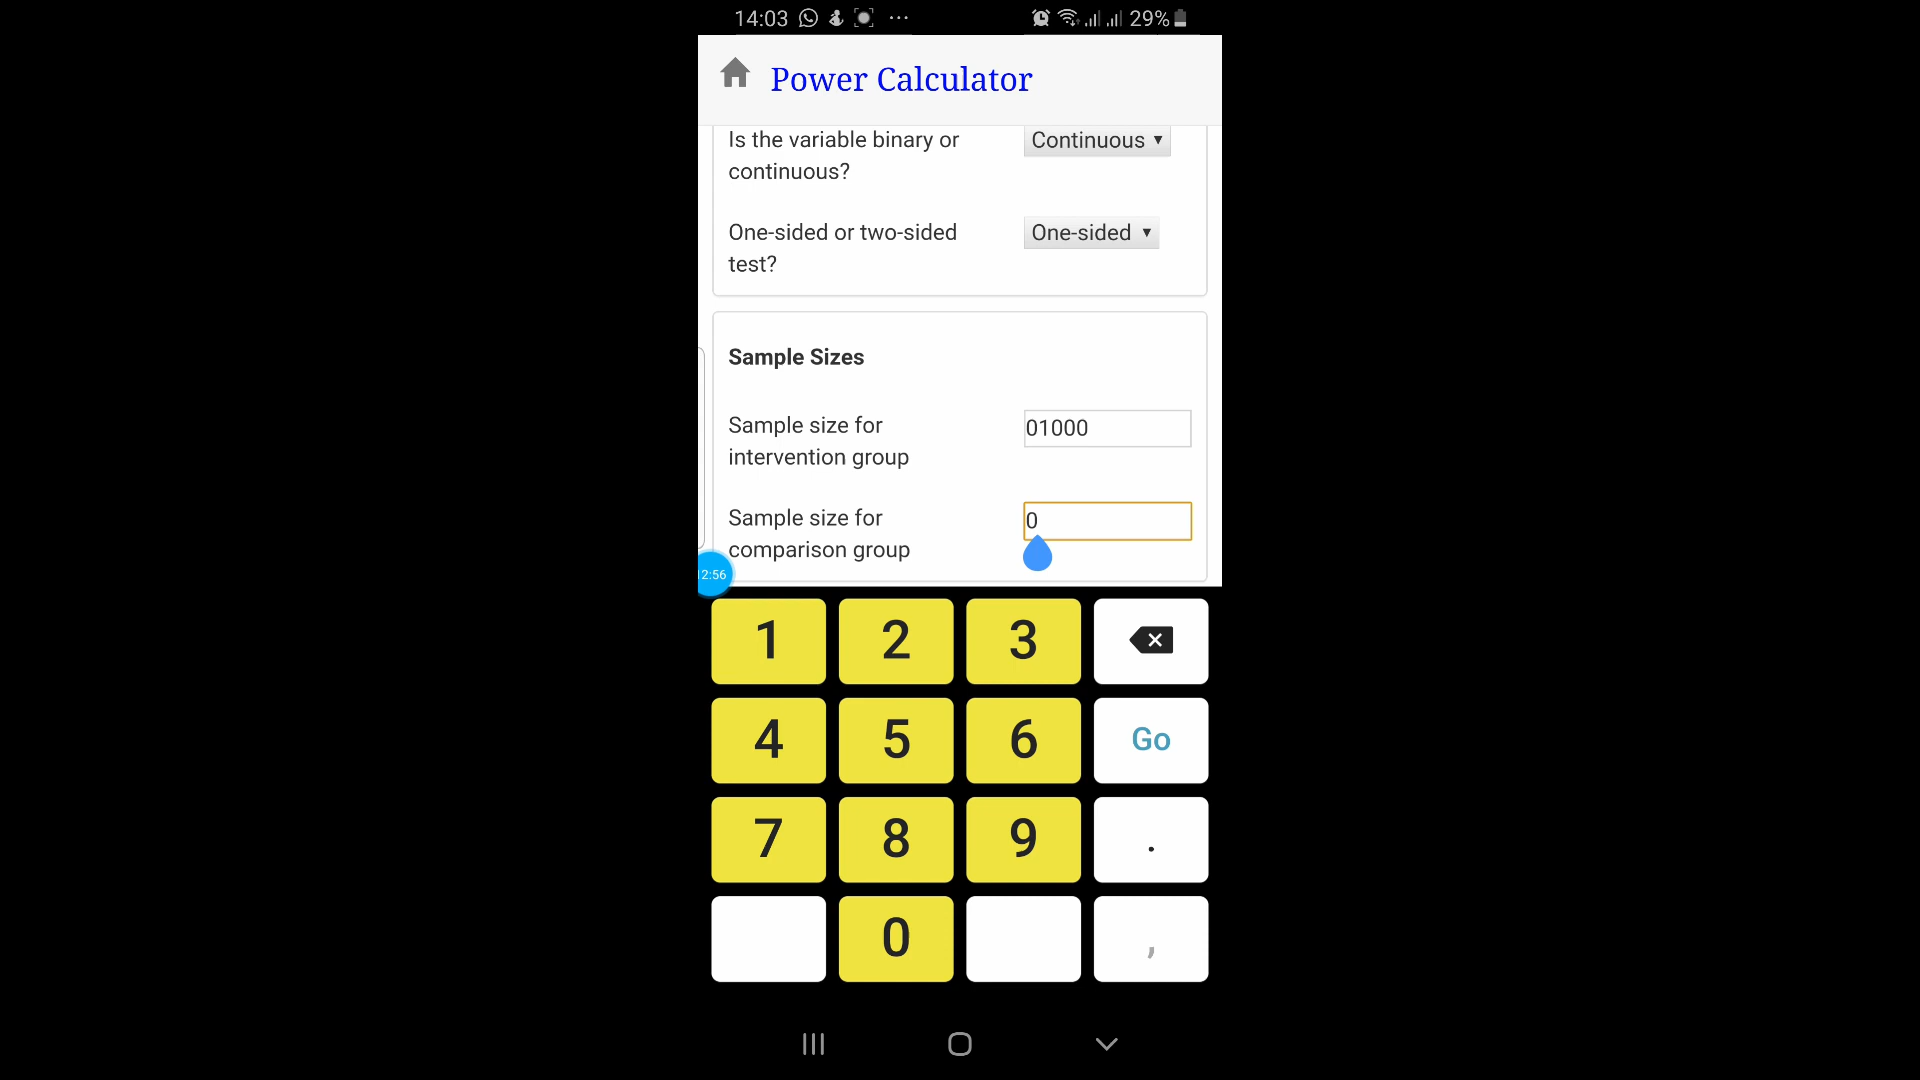 14:03 29%
Power Calculator
Is the variable binary or
continuous?
Continuous
One-sided or two-sided
test?
One-sided
Sample Sizes
Sample size for
intervention group
01000
Sample size for
comparison group
0
12:56
1 2 3
4 5 6 Go
7 8 9 .
0 ,